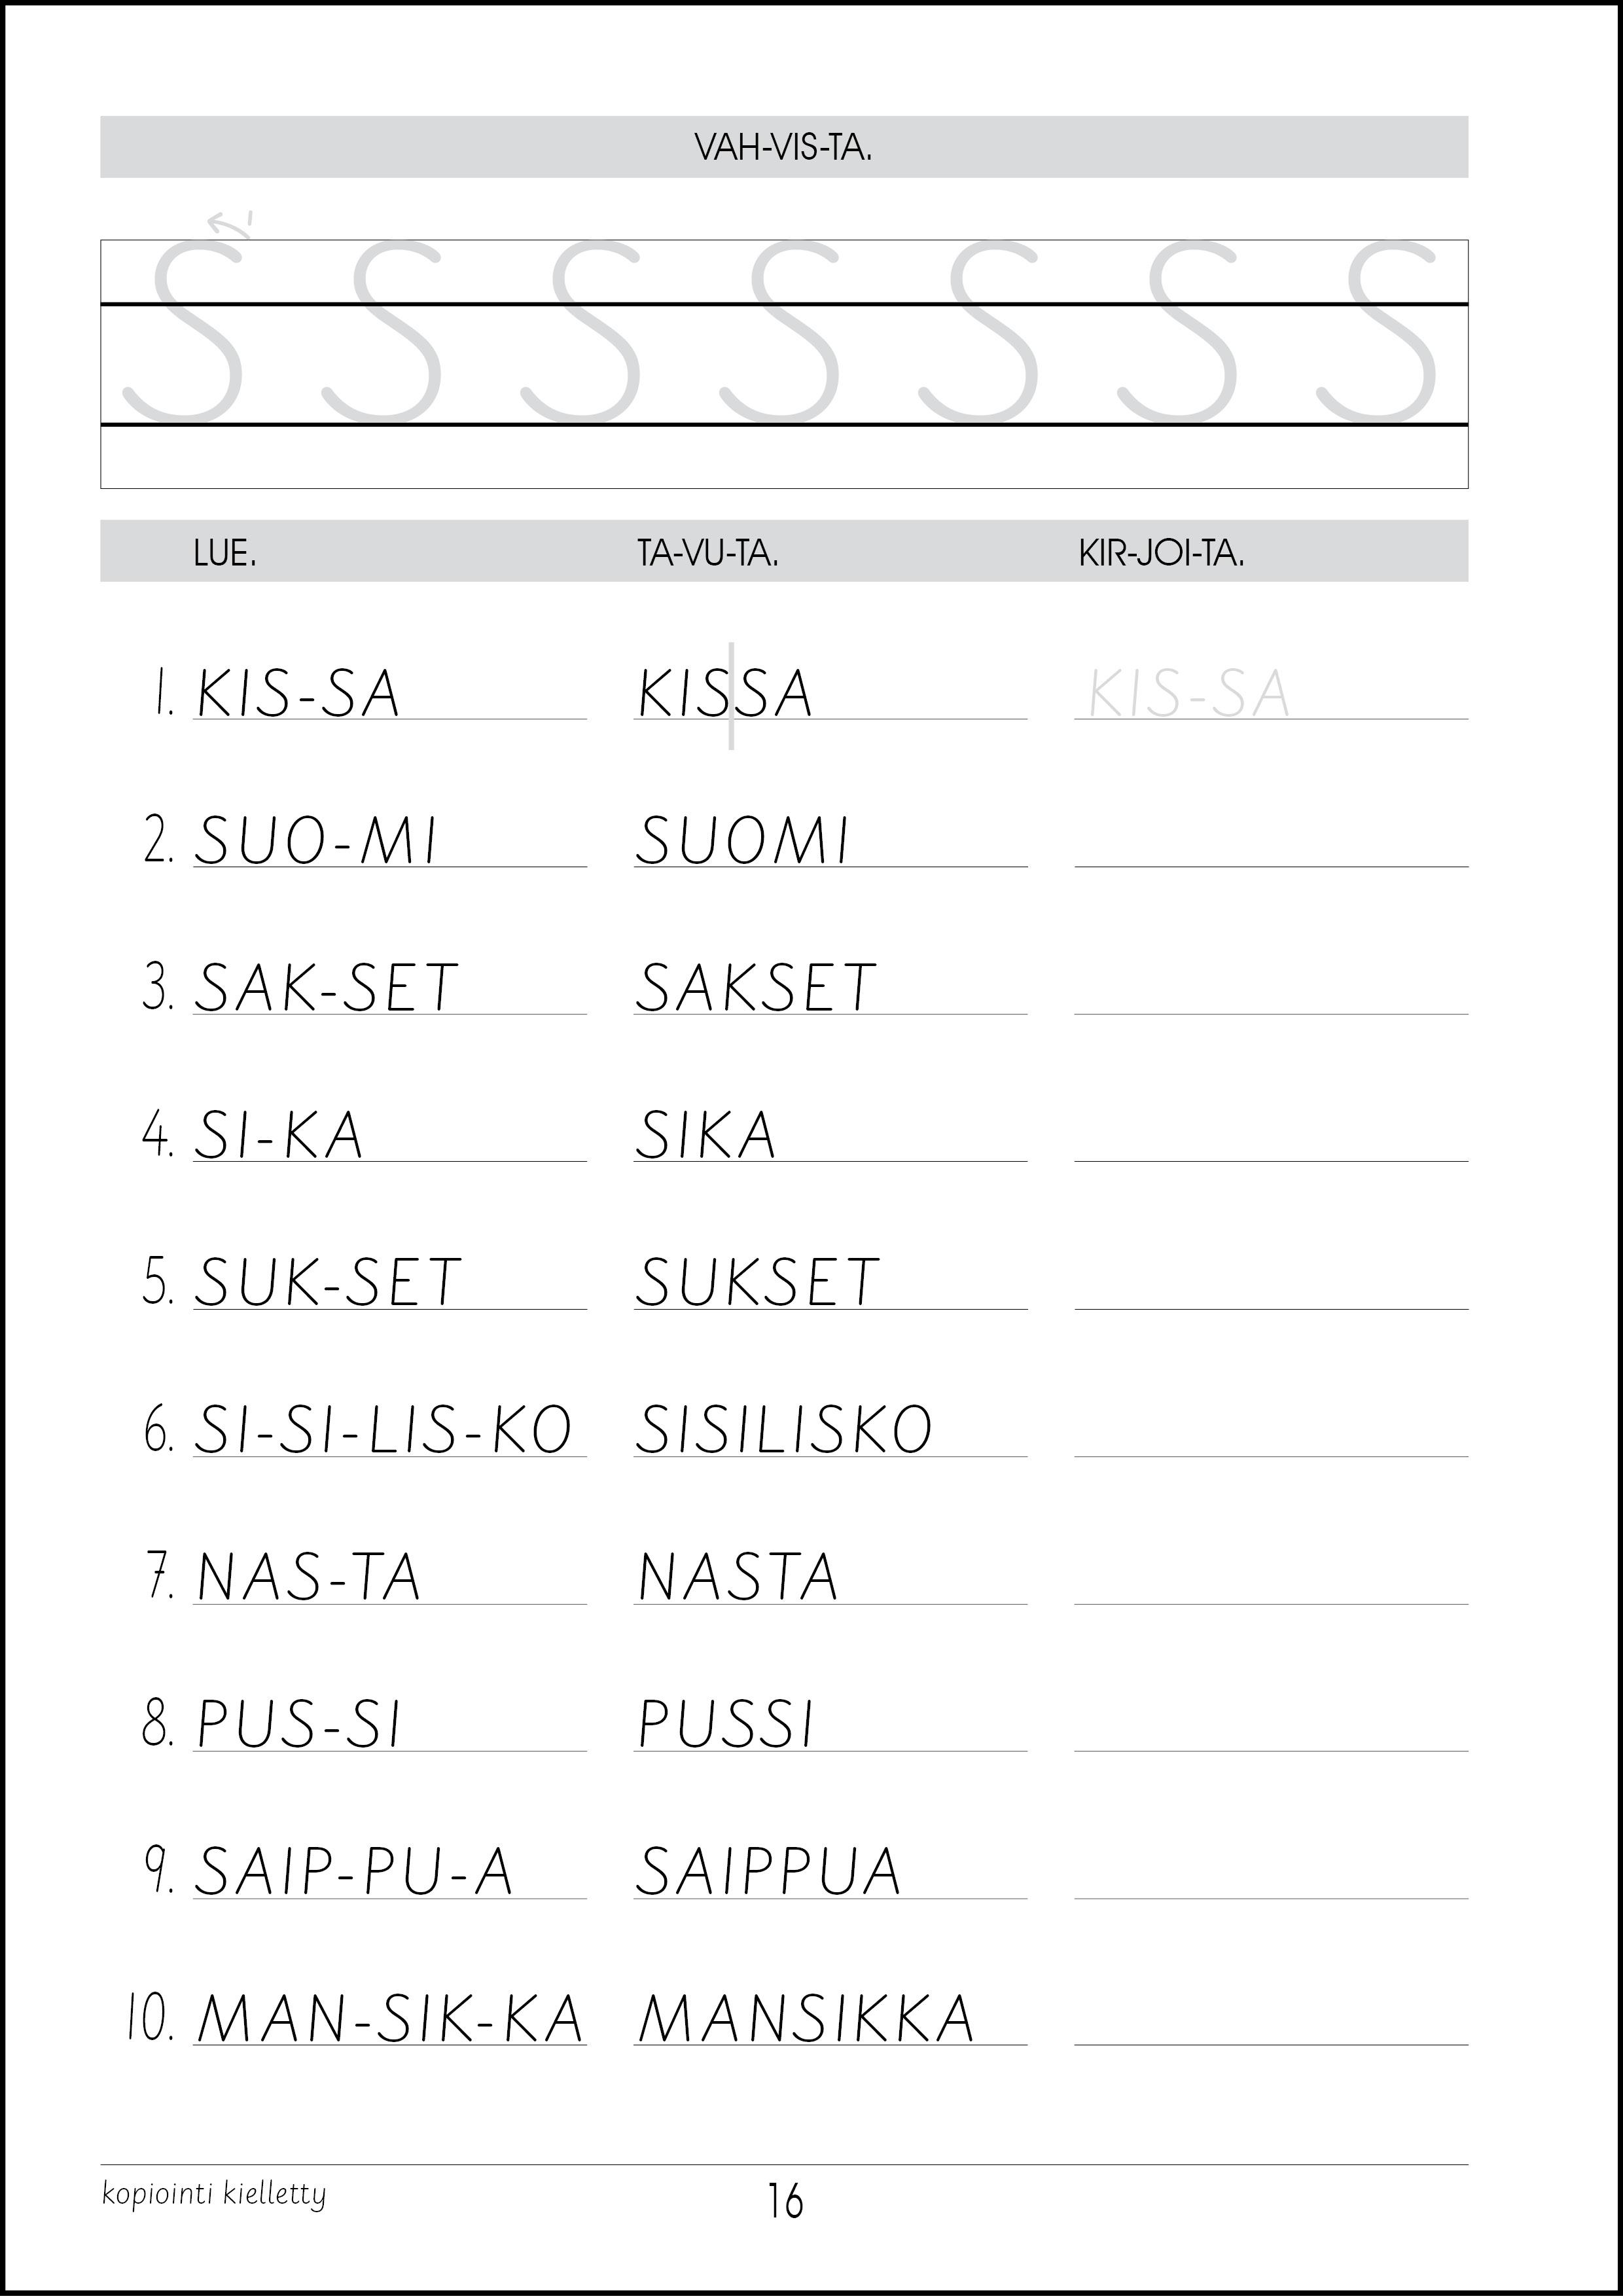 VAH-VIS-TA.
S S S S S S S
LUE. TA-VU-TA. KIR-JOI-TA.
1. KIS-SA KISSA KIS-SA
2. SUO-MI SUOMI
3. SAK-SET SAKSET
4. SI-KA SIKA
5. SUK-SET SUKSET
6. SI-SI-LIS-KO SISILISKO
7. NAS-TA NASTA
8. PUS-SI PUSSI
9. SAIP-PU-A SAIPPUA
10. MAN-SIK-KA MANSIKKA
kopiointi kielletty 16